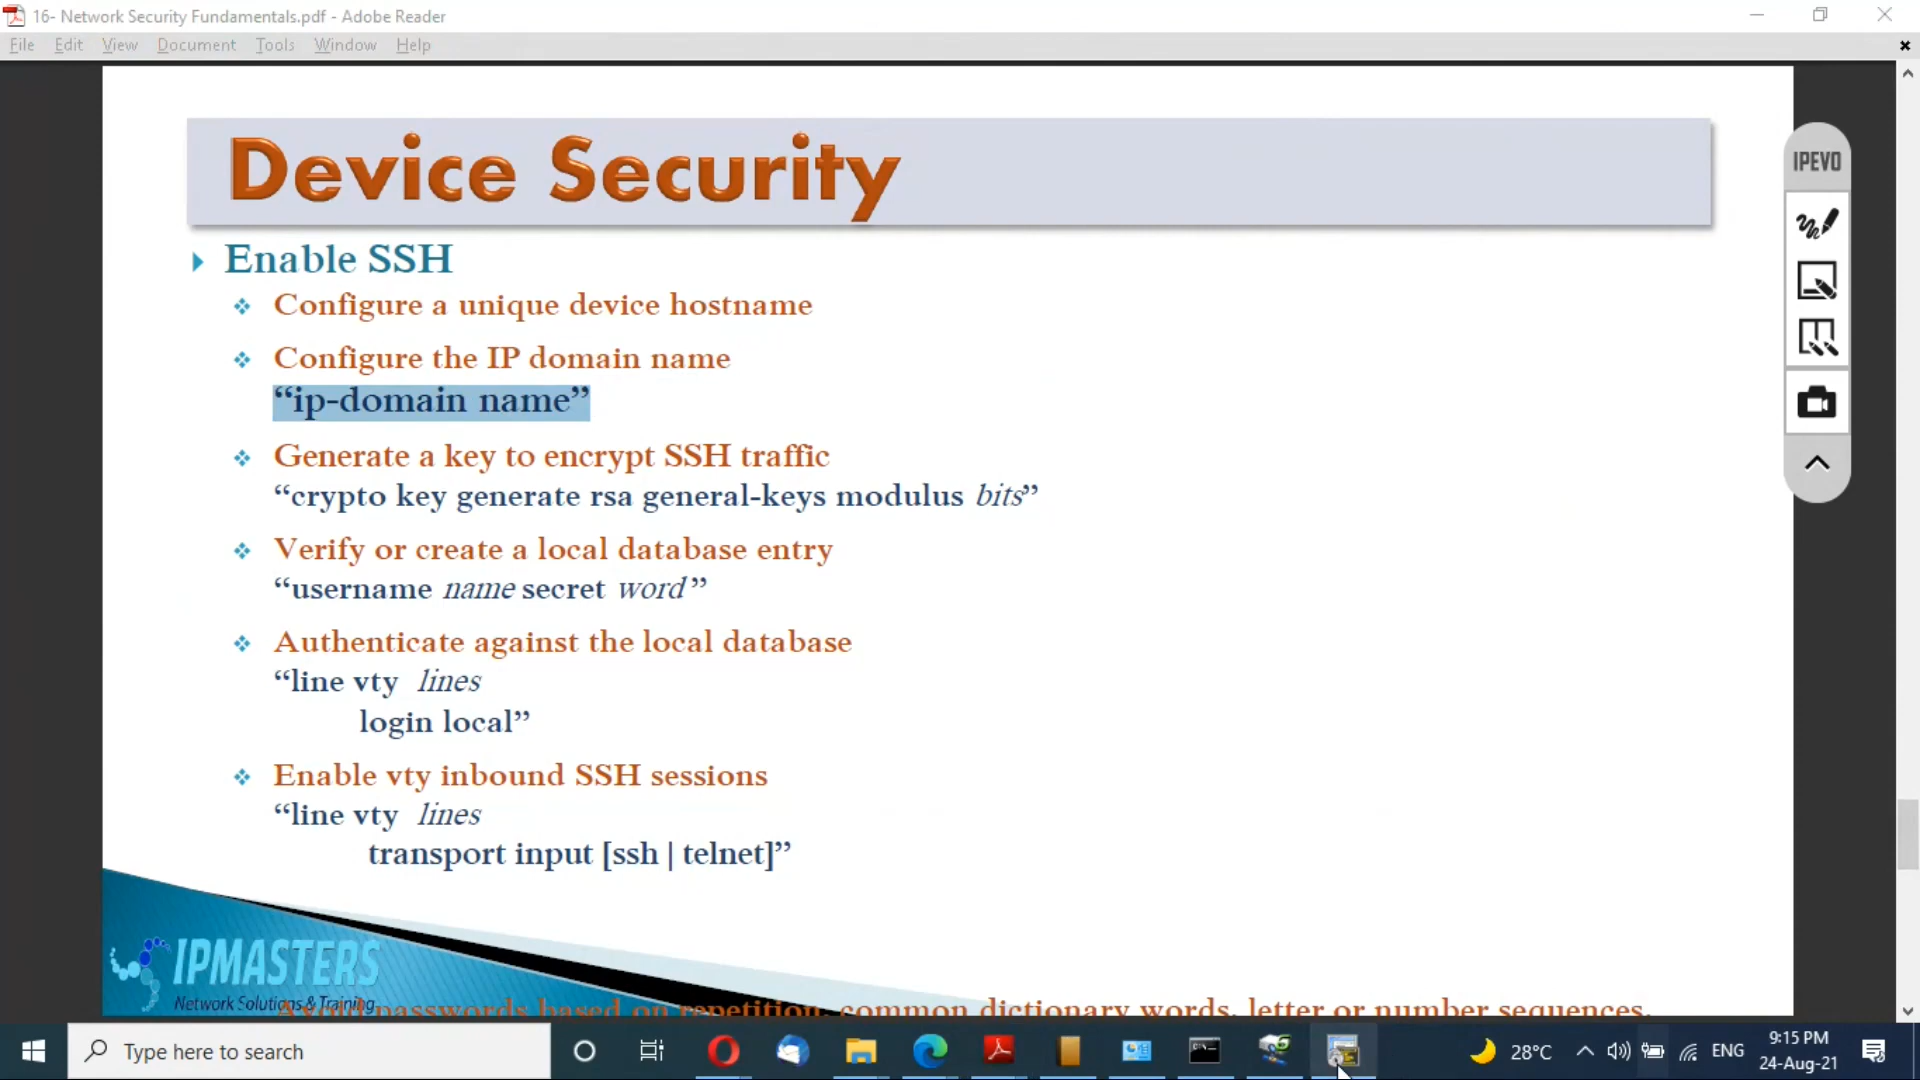 16- Network Security Fundamentals.pdf - Adobe Reader
File Edit View Document Tools Window Help
Device Security
IPEVO
Enable SSH
Configure a unique device hostname
Configure the IP domain name
“ip-domain name”
Generate a key to encrypt SSH traffic
“crypto key generate rsa general-keys modulus bits”
Verify or create a local database entry
“username name secret word ”
Authenticate against the local database
“line vty lines
login local”
Enable vty inbound SSH sessions
“line vty lines
transport input [ssh | telnet]”
IPMASTERS
Network Solutions & Training
Avoid passwords based on repetition, common dictionary words, letter or number sequences,
Type here to search
28°C
ENG
9:15 PM
24-Aug-21